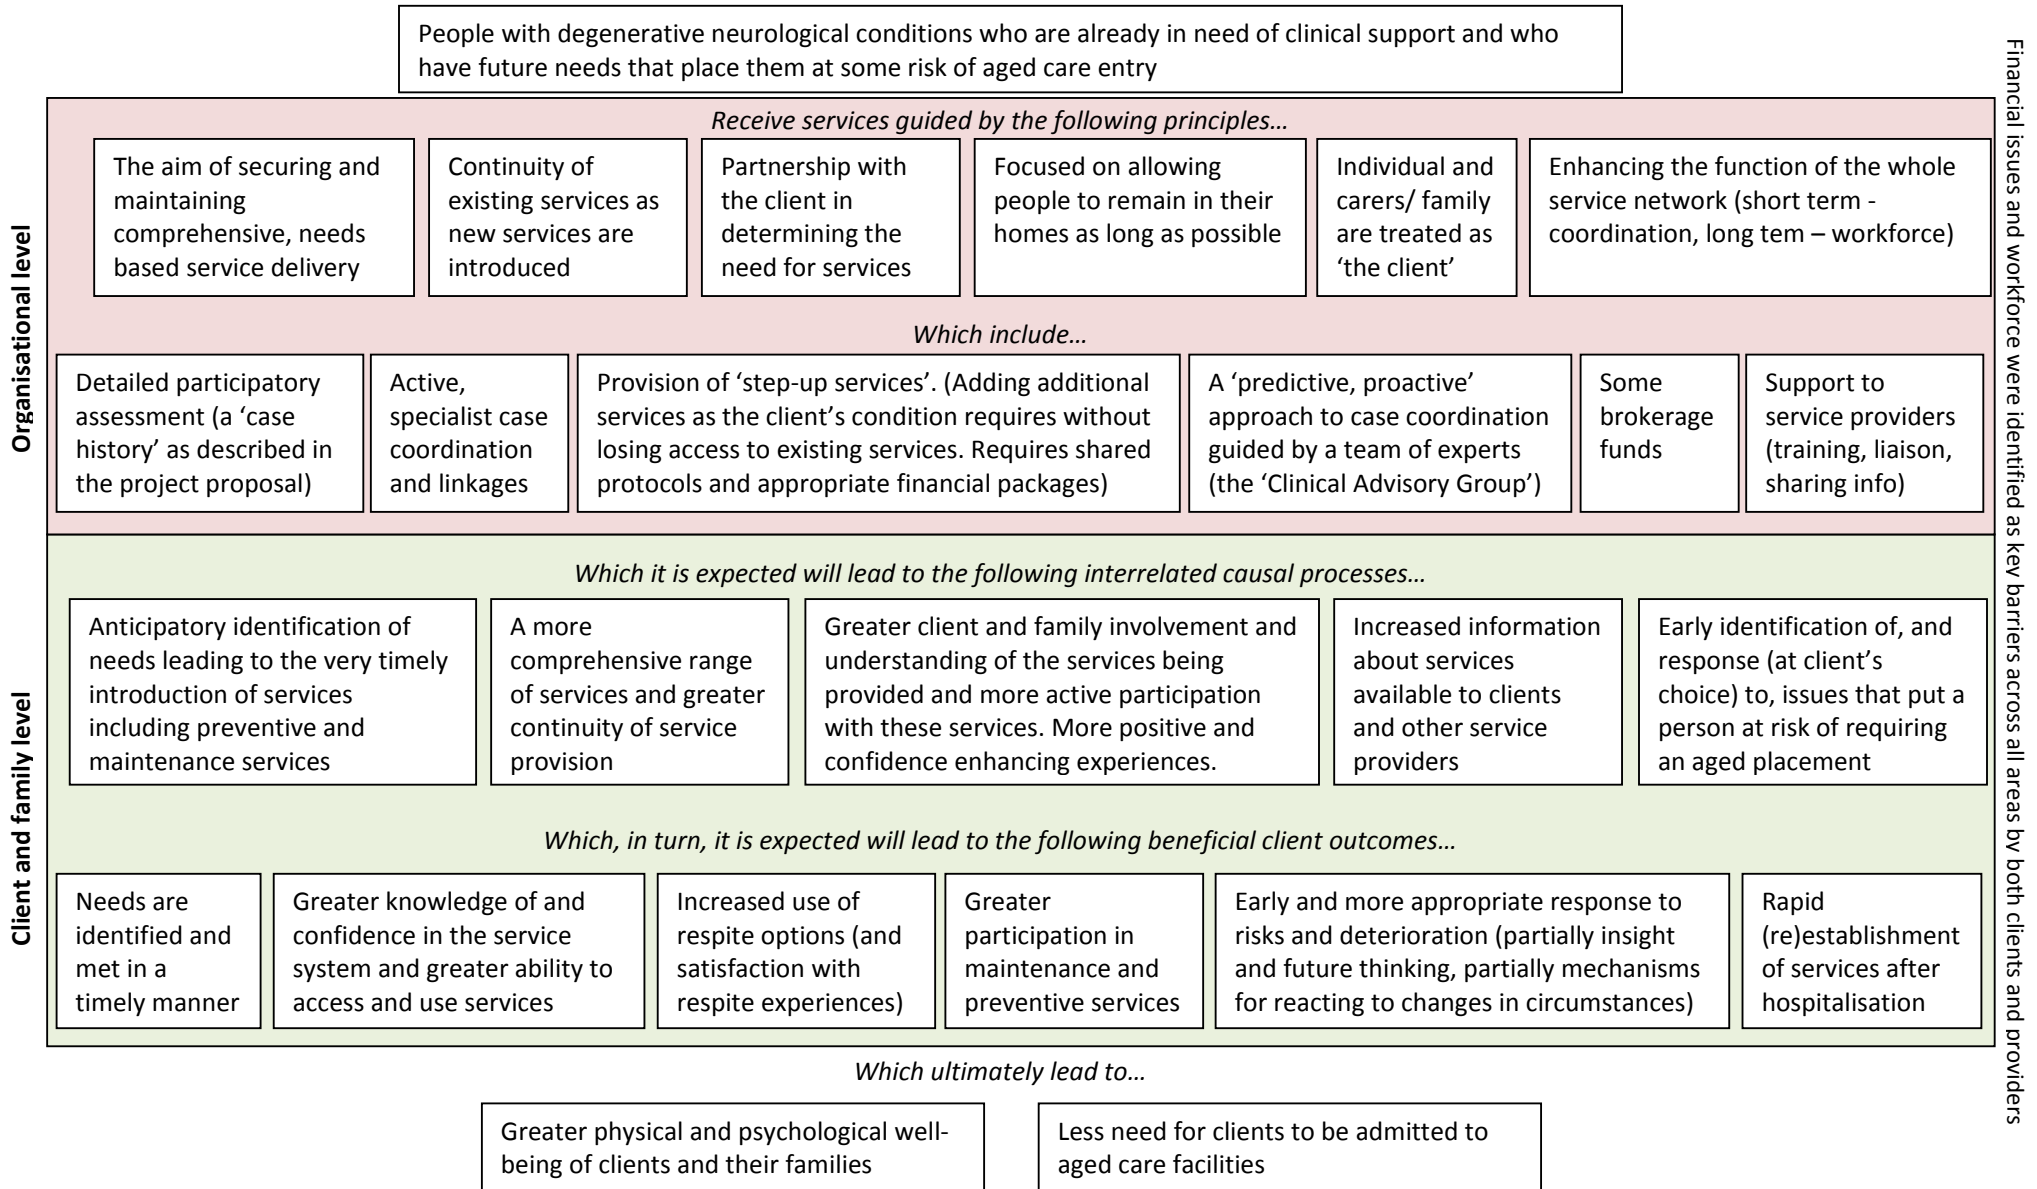 People with degenerative neurological conditions who are already in need of clinical support and who
have future needs that place them at some risk of aged care entry
Organisational level
Receive services guided by the following principles…
The aim of securing and
maintaining
comprehensive, needs
based service delivery
Continuity of
existing services as
new services are
introduced
Partnership with
the client in
determining the
need for services
Focused on allowing
people to remain in their
homes as long as possible
Individual and
carers/ family
are treated as
‘the client’
Enhancing the function of the whole
service network (short term -
coordination, long tem – workforce)
Which include…
Detailed participatory
assessment (a ‘case
history’ as described in
the project proposal)
Active,
specialist case
coordination
and linkages
Provision of ‘step-up services’. (Adding additional
services as the client’s condition requires without
losing access to existing services. Requires shared
protocols and appropriate financial packages)
A ‘predictive, proactive’
approach to case coordination
guided by a team of experts
(the ‘Clinical Advisory Group’)
Some
brokerage
funds
Support to
service providers
(training, liaison,
sharing info)
Client and family level
Which it is expected will lead to the following interrelated causal processes…
Anticipatory identification of
needs leading to the very timely
introduction of services
including preventive and
maintenance services
A more
comprehensive range
of services and greater
continuity of service
provision
Greater client and family involvement and
understanding of the services being
provided and more active participation
with these services. More positive and
confidence enhancing experiences.
Increased information
about services
available to clients
and other service
providers
Early identification of, and
response (at client’s
choice) to, issues that put a
person at risk of requiring
an aged placement
Which, in turn, it is expected will lead to the following beneficial client outcomes…
Needs are
identified and
met in a
timely manner
Greater knowledge of and
confidence in the service
system and greater ability to
access and use services
Increased use of
respite options (and
satisfaction with
respite experiences)
Greater
participation in
maintenance and
preventive services
Early and more appropriate response to
risks and deterioration (partially insight
and future thinking, partially mechanisms
for reacting to changes in circumstances)
Rapid
(re)establishment
of services after
hospitalisation
Which ultimately lead to…
Greater physical and psychological well-
being of clients and their families
Less need for clients to be admitted to
aged care facilities
Financial issues and workforce were identified as key barriers across all areas by both clients and providers